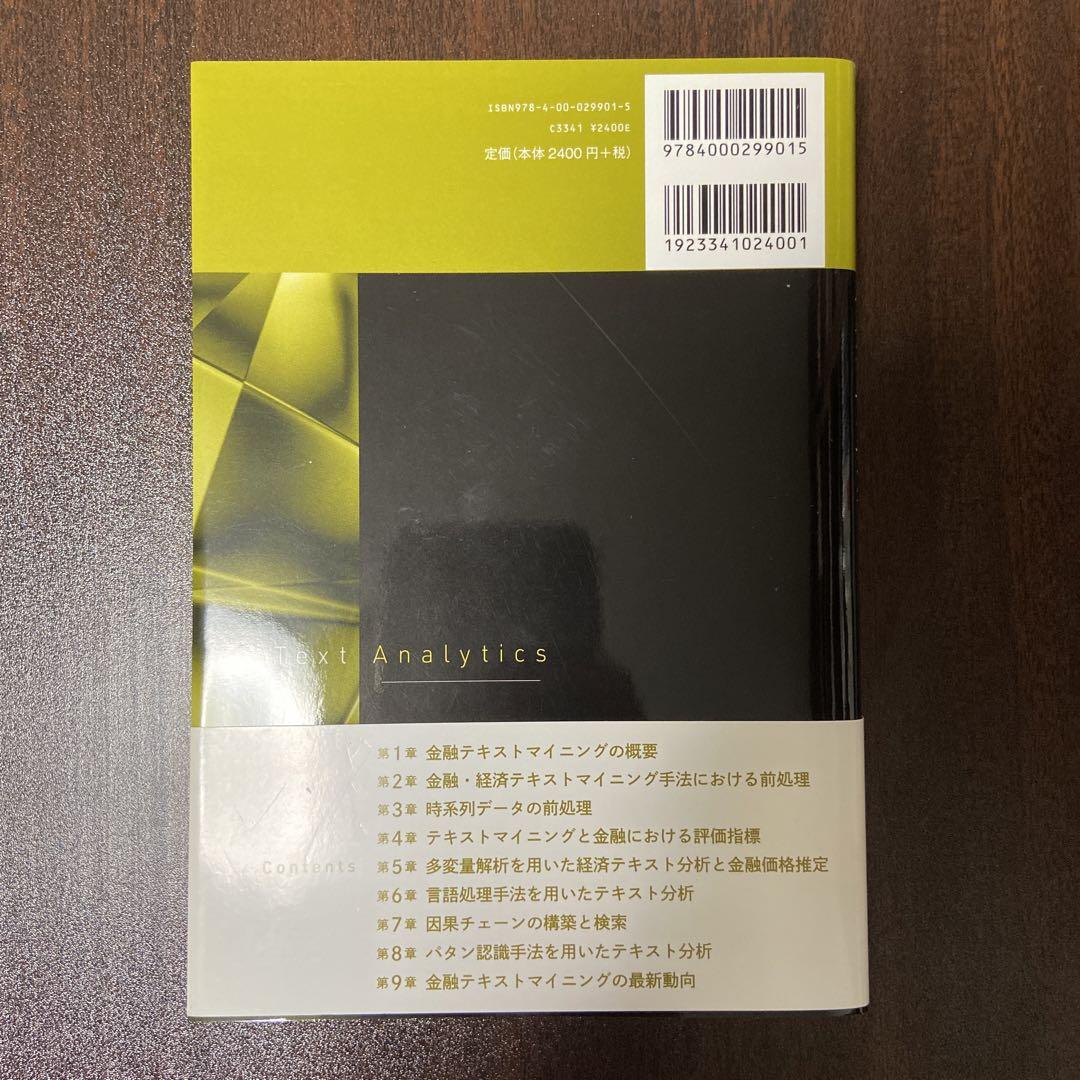 ISBN978-4-00-029901-5
C3341 ¥2400E
定価(本体2400円+税)
9784000299015
1923341024001
Text Analytics
Contents
第1章 金融テキストマイニングの概要
第2章 金融・経済テキストマイニング手法における前処理
第3章 時系列データの前処理
第4章 テキストマイニングと金融における評価指標
第5章 多変量解析を用いた経済テキスト分析と金融価格推定
第6章 言語処理手法を用いたテキスト分析
第7章 因果チェーンの構築と検索
第8章 パタン認識手法を用いたテキスト分析
第9章 金融テキストマイニングの最新動向